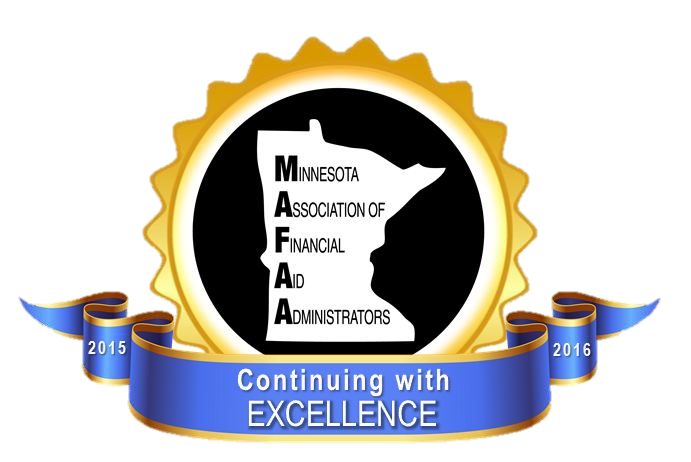 MINNESOTA
ASSOCIATION OF
FINANCIAL
AID
ADMINISTRATORS
2015
2016
Continuing with
EXCELLENCE